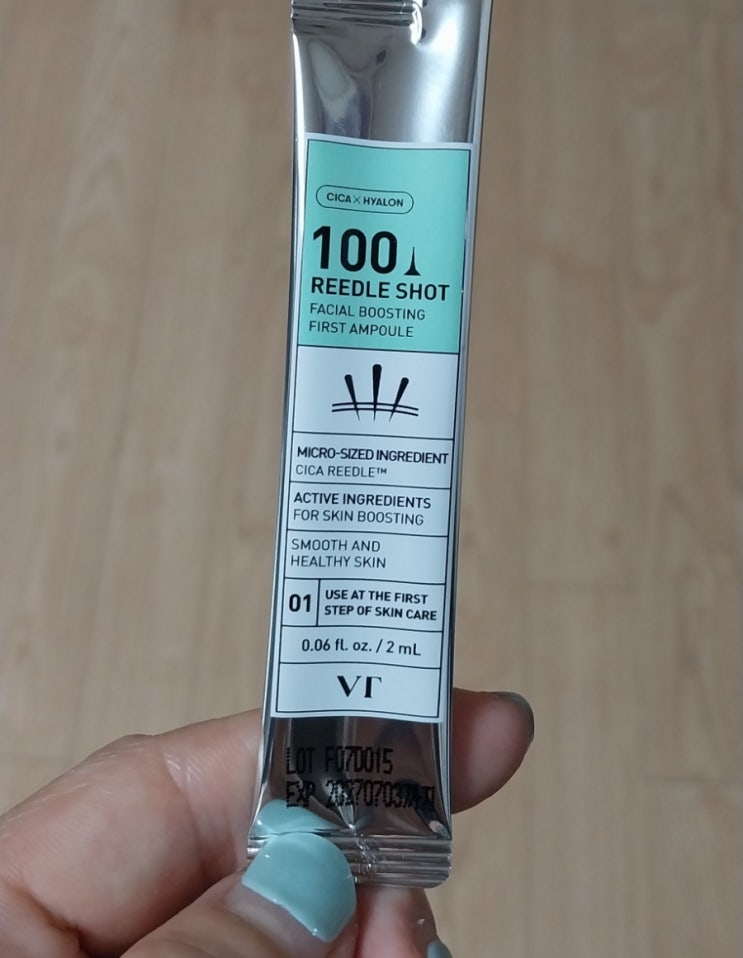 CICA X HYALON
100
REEDLE SHOT
FACIAL BOOSTING
FIRST AMPOULE
MICRO-SIZED INGREDIENT
CICA REEDLE™
ACTIVE INGREDIENTS
FOR SKIN BOOSTING
SMOOTH AND
HEALTHY SKIN
01
USE AT THE FIRST
STEP OF SKIN CARE
0.06 fl. oz. / 2 mL
VT
LOT F07D015
EXP